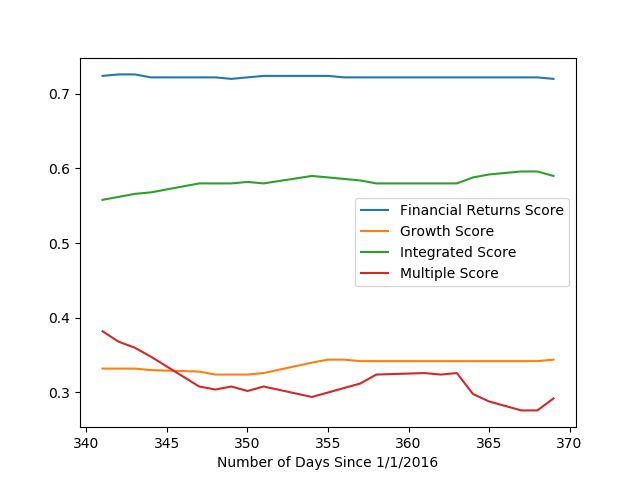 0.7
0.6
0.5
0.4
0.3
Financial Returns Score
Growth Score
Integrated Score
Multiple Score
340 345 350 355 360 365 370
Number of Days Since 1/1/2016